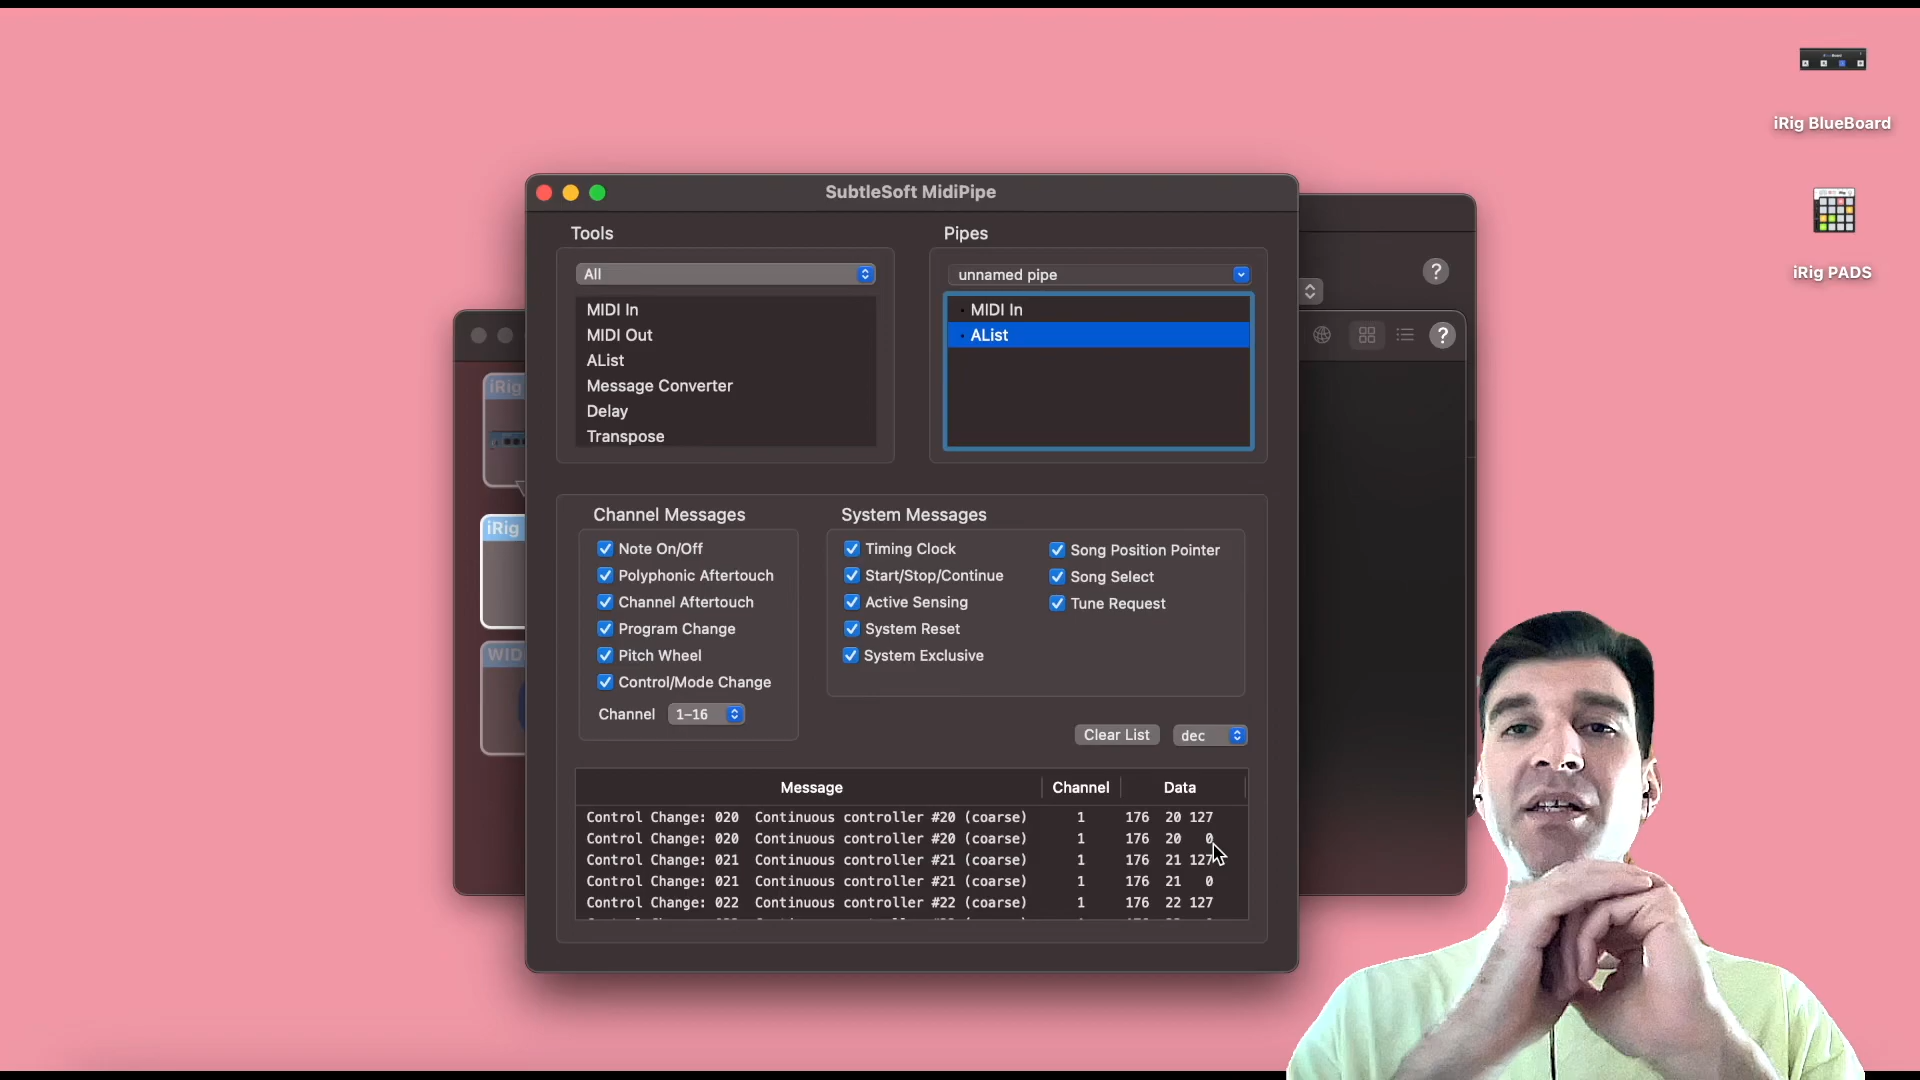 iRig BlueBoard
iRig PADS
SubtleSoft MidiPipe
Tools
All
MIDI In
MIDI Out
AList
Message Converter
Delay
Transpose
Pipes
unnamed pipe
MIDI In
AList
?
?
iRig
iRig
WID
Channel Messages
Note On/Off
Polyphonic Aftertouch
Channel Aftertouch
Program Change
Pitch Wheel
Control/Mode Change
Channel 1–16
System Messages
Timing Clock
Start/Stop/Continue
Active Sensing
System Reset
System Exclusive
Song Position Pointer
Song Select
Tune Request
Clear List dec
Message Channel Data
Control Change: 020 Continuous controller #20 (coarse) 1 176 20 127
Control Change: 020 Continuous controller #20 (coarse) 1 176 20 0
Control Change: 021 Continuous controller #21 (coarse) 1 176 21 127
Control Change: 021 Continuous controller #21 (coarse) 1 176 21 0
Control Change: 022 Continuous controller #22 (coarse) 1 176 22 127